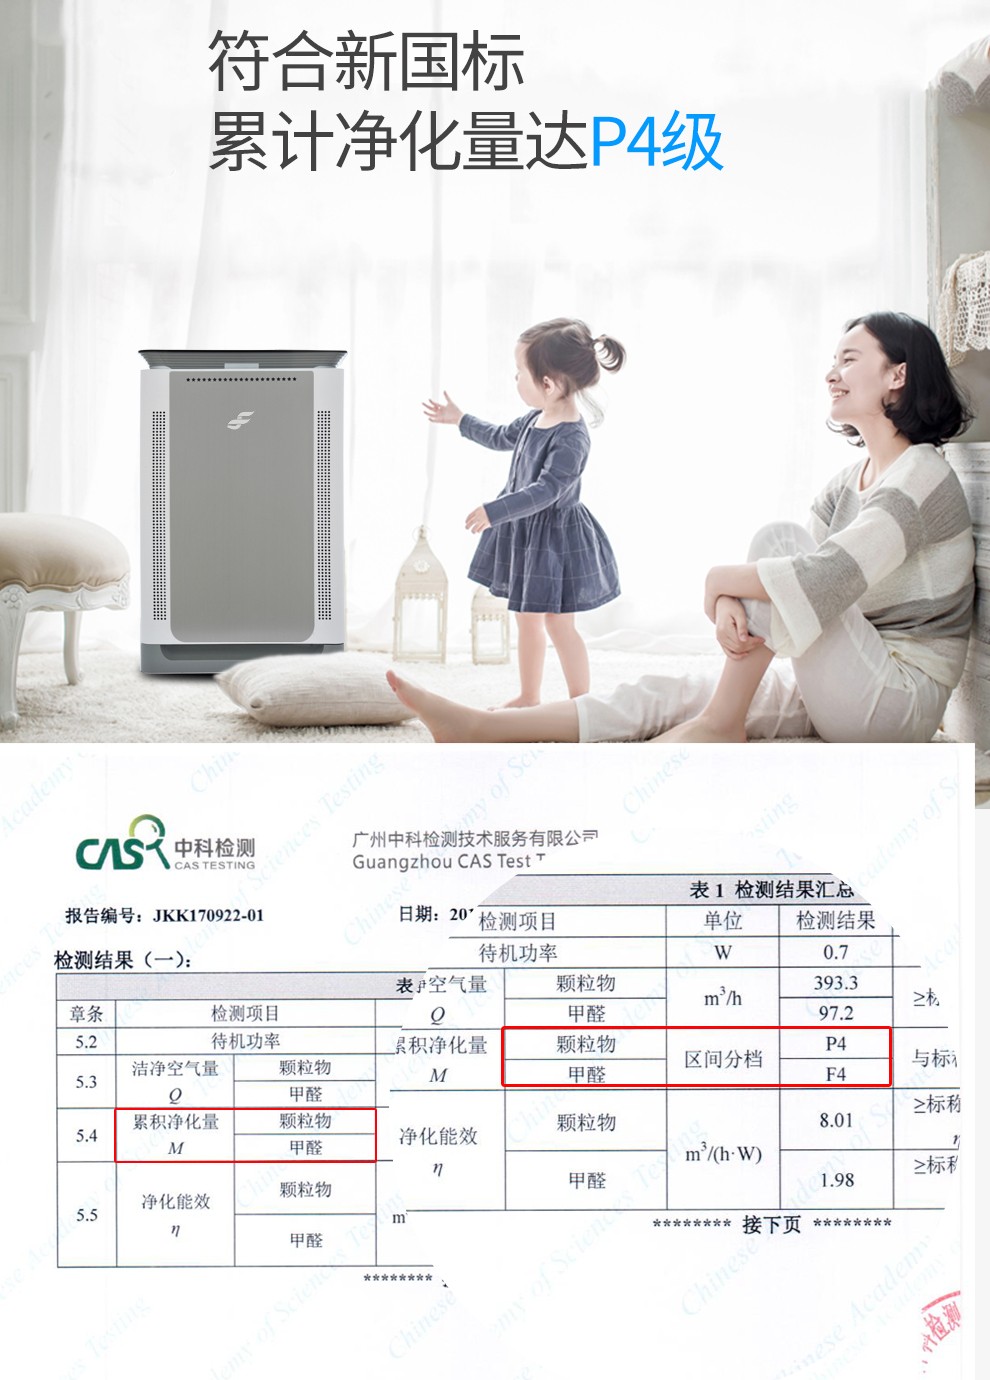 符合新国标
累计净化量达P4级
CAS 中科检测
CAS TESTING
广州中科检测技术服务有限公司
Guangzhou CAS Test
报告编号：JKK170922-01
日期：20
检测结果（一）：
表
章条 检测项目
5.2 待机功率
5.3 洁净空气量 Q 颗粒物
甲醛
5.4 累积净化量 M 颗粒物
甲醛
5.5 净化能效 η 颗粒物
甲醛
m
********
表 1 检测结果汇总
检测项目 单位 检测结果
待机功率 W 0.7
空气量 Q 颗粒物 m³/h 393.3
甲醛 97.2
累积净化量 M 颗粒物 区间分档 P4 与标
甲醛 F4
净化能效 η 颗粒物 m³/(h·W) 8.01 ≥标称
甲醛 1.98 ≥标称
******** 接下页 ********
检测
Chinese Academy of Sciences Testing